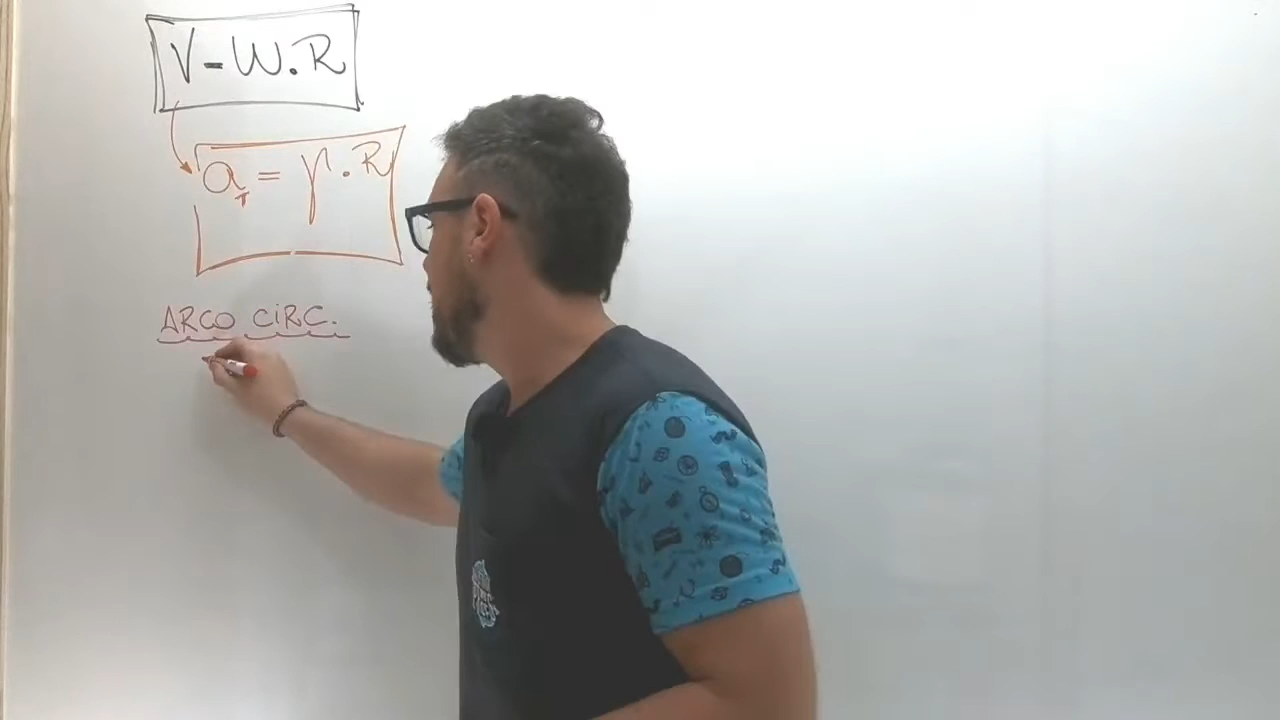 V = W.R
a_T = γ.R
ARCO CIRC.